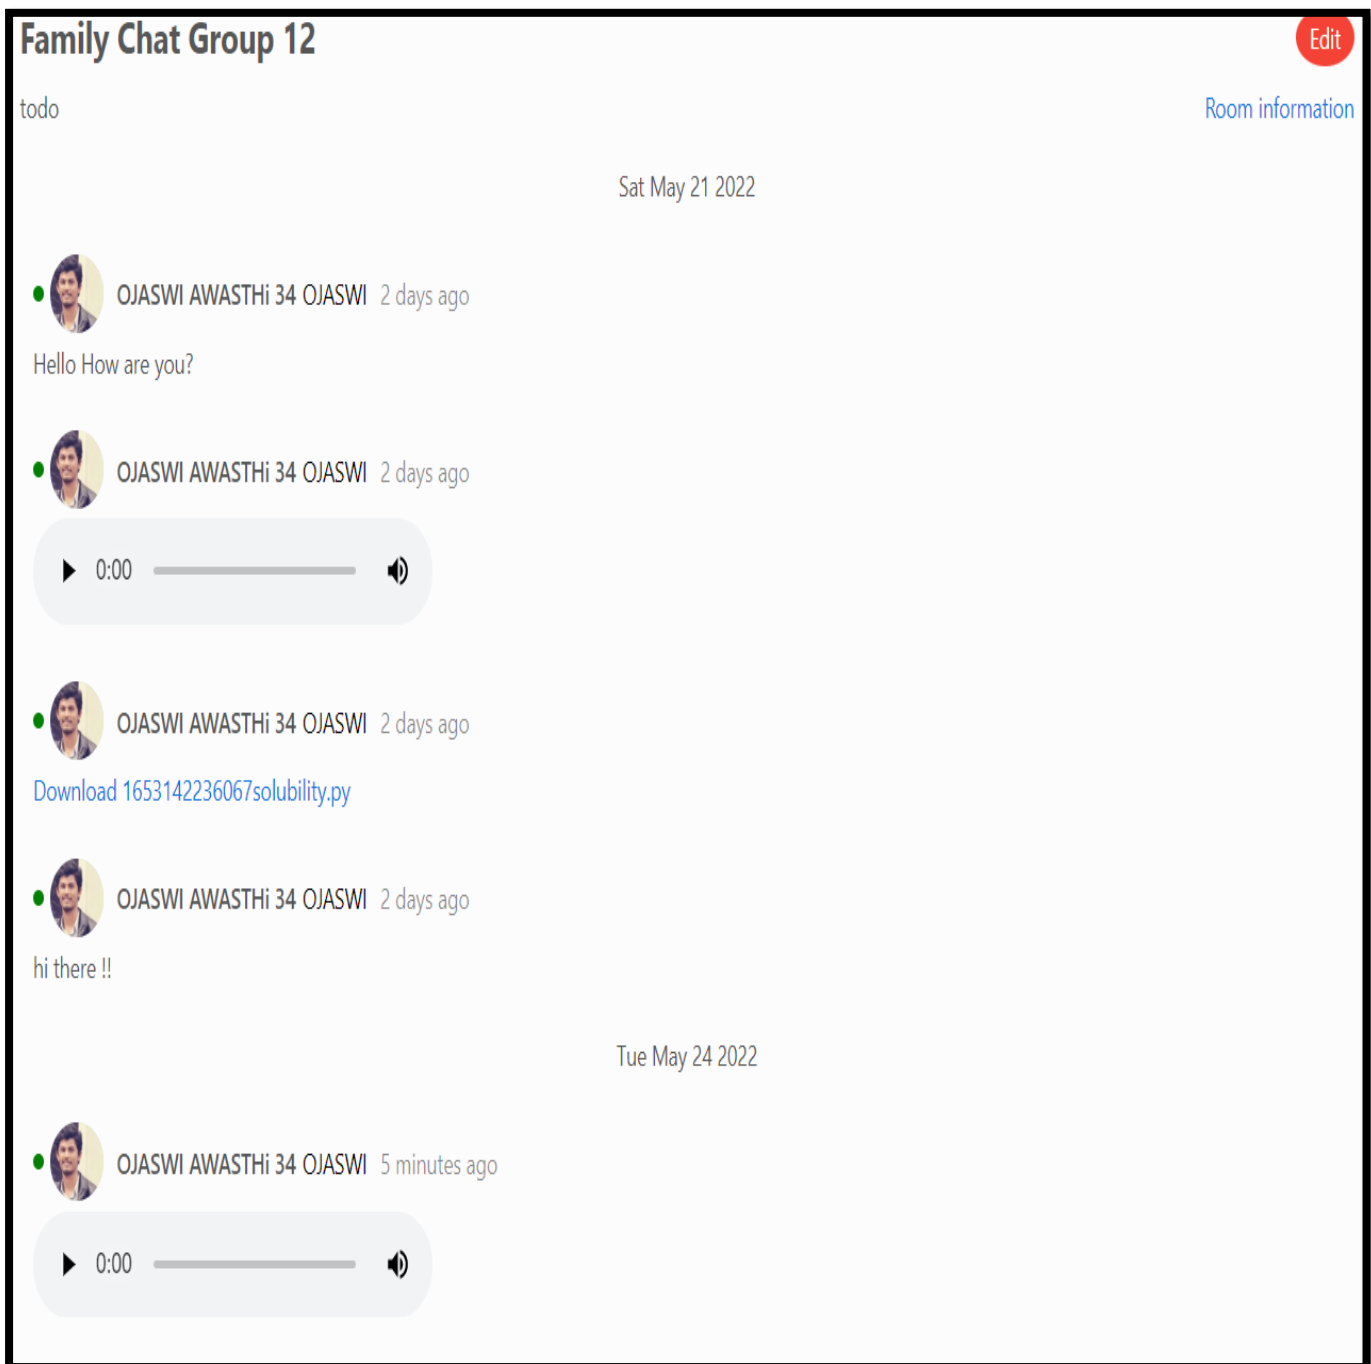 Family Chat Group 12
Edit
todo
Room information
Sat May 21 2022
OJASWI AWASTHi 34 OJASWI 2 days ago
Hello How are you?
OJASWI AWASTHi 34 OJASWI 2 days ago
0:00
OJASWI AWASTHi 34 OJASWI 2 days ago
Download 1653142236067solubility.py
OJASWI AWASTHi 34 OJASWI 2 days ago
hi there !!
Tue May 24 2022
OJASWI AWASTHi 34 OJASWI 5 minutes ago
0:00